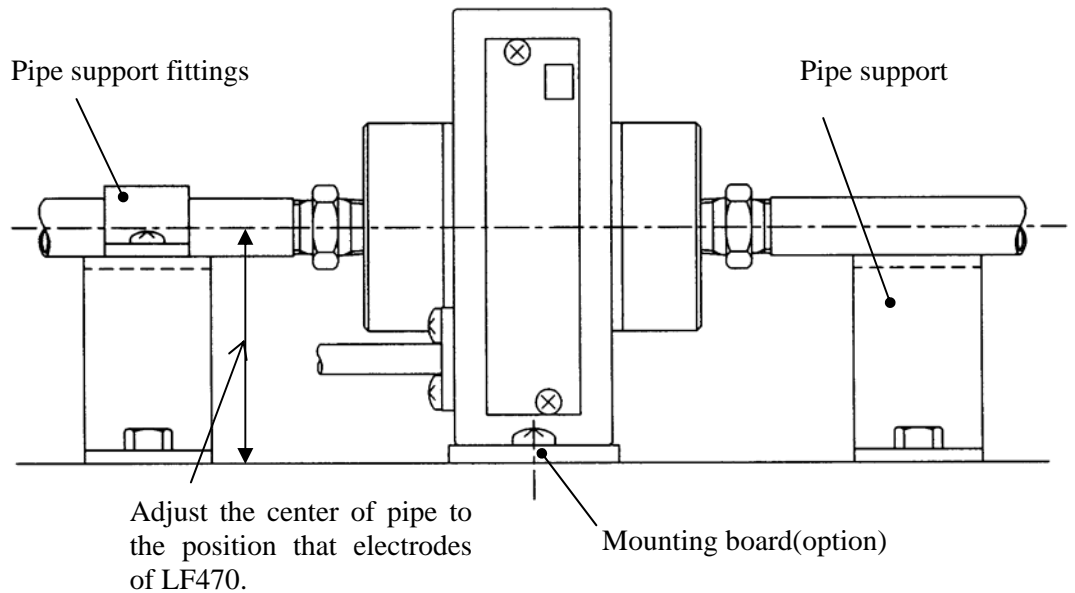 Pipe support fittings
Pipe support
Adjust the center of pipe to
the position that electrodes
of LF470.
Mounting board(option)